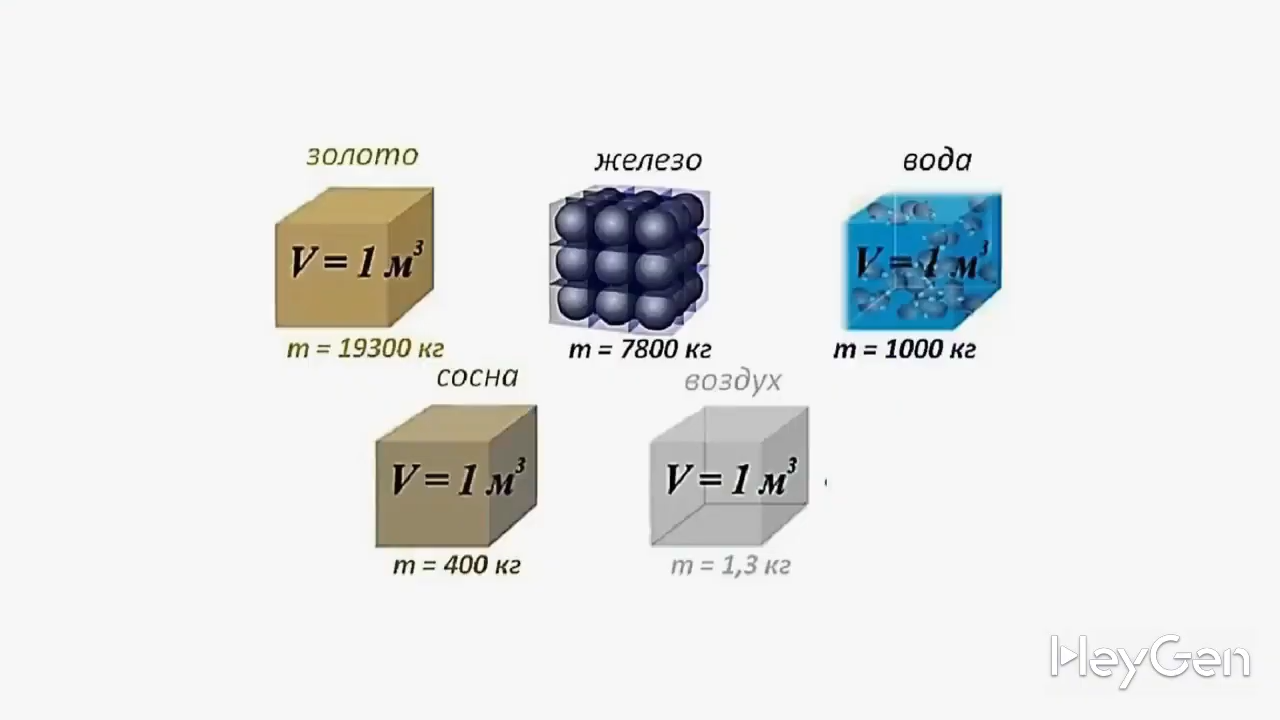 золото
железо
вода
V = 1 м³
V = 1 м³
m = 19300 кг
m = 7800 кг
m = 1000 кг
сосна
воздух
V = 1 м³
V = 1 м³
m = 400 кг
m = 1,3 кг
HeyGen